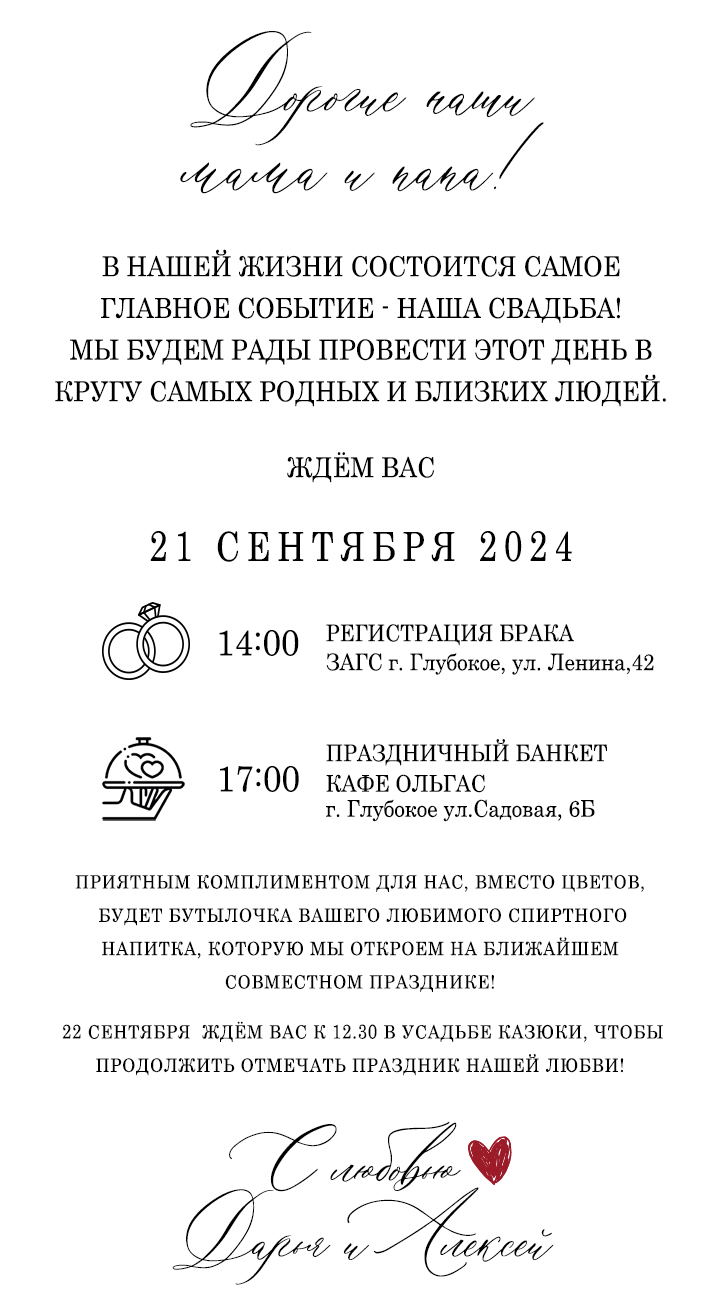 Дорогие наши
мама и папа!
В НАШЕЙ ЖИЗНИ СОСТОИТСЯ САМОЕ
ГЛАВНОЕ СОБЫТИЕ - НАША СВАДЬБА!
МЫ БУДЕМ РАДЫ ПРОВЕСТИ ЭТОТ ДЕНЬ В
КРУГУ САМЫХ РОДНЫХ И БЛИЗКИХ ЛЮДЕЙ.
ЖДЁМ ВАС
21 СЕНТЯБРЯ 2024
14:00
РЕГИСТРАЦИЯ БРАКА
ЗАГС г. Глубокое, ул. Ленина,42
17:00
ПРАЗДНИЧНЫЙ БАНКЕТ
КАФЕ ОЛЬГАС
г. Глубокое ул.Садовая, 6Б
ПРИЯТНЫМ КОМПЛИМЕНТОМ ДЛЯ НАС, ВМЕСТО ЦВЕТОВ,
БУДЕТ БУТЫЛОЧКА ВАШЕГО ЛЮБИМОГО СПИРТНОГО
НАПИТКА, КОТОРУЮ МЫ ОТКРОЕМ НА БЛИЖАЙШЕМ
СОВМЕСТНОМ ПРАЗДНИКЕ!
22 СЕНТЯБРЯ ЖДЁМ ВАС К 12.30 В УСАДЬБЕ КАЗЮКИ, ЧТОБЫ
ПРОДОЛЖИТЬ ОТМЕЧАТЬ ПРАЗДНИК НАШЕЙ ЛЮБВИ!
С любовью
Дарья и Алексей